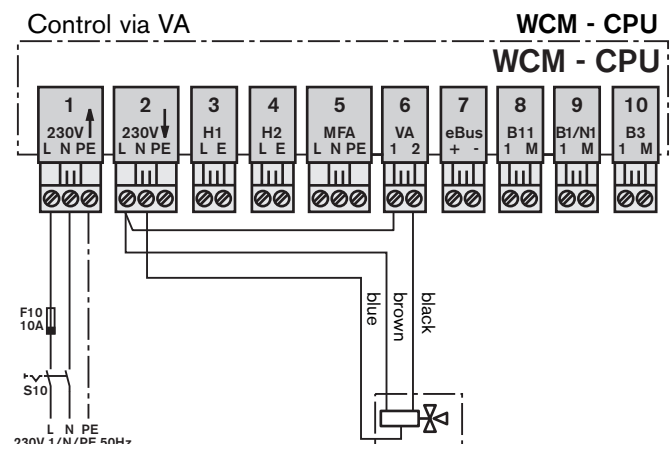 Control via VA WCM - CPU
WCM - CPU
1 2 3 4 5 6 7 8 9 10
230V 230V H1 H2 MFA VA eBus B11 B1/N1 B3
L N PE L N PE L E L E L N PE 1 2 + - 1 M 1 M 1 M
blue brown black
F10
10A
S10
L N PE
230V 1/N/PE 50Hz